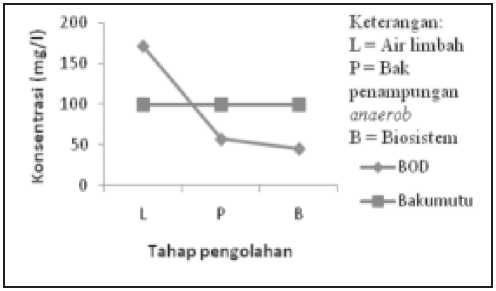 Konsentrasi (mg/l)
200
150
100
50
0
L P B
Tahap pengolahan
Keterangan:
L = Air limbah
P = Bak
penampungan
anaerob
B = Biosistem
BOD
Bakumutu